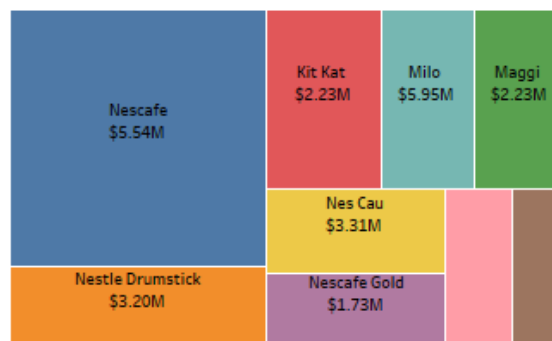 Nescafe
$5.54M
Kit Kat
$2.23M
Milo
$5.95M
Maggi
$2.23M
Nes Cau
$3.31M
Nestle Drumstick
$3.20M
Nescafe Gold
$1.73M